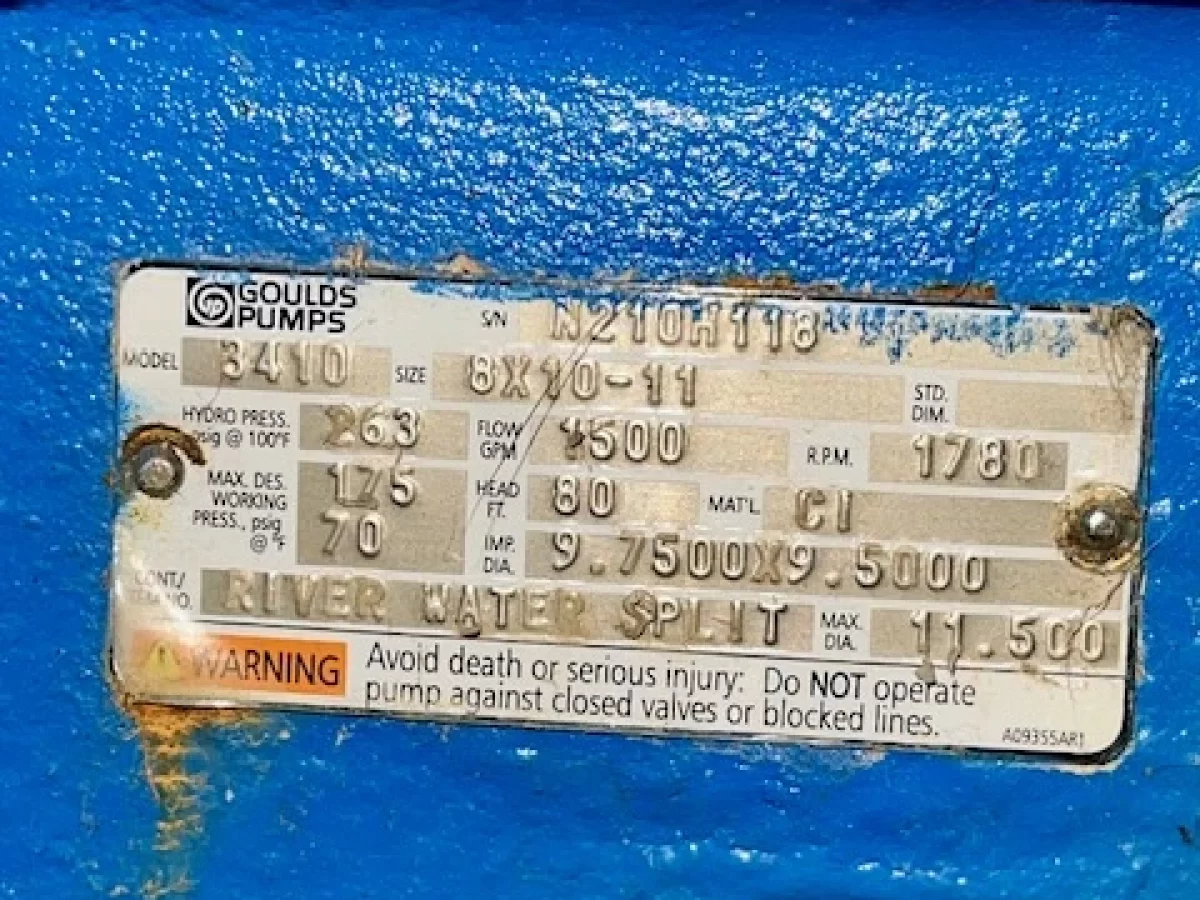 GOULDS
PUMPS
S/N N210H118
MODEL 3410 SIZE 8X10-11 STD. DIM.
HYDRO PRESS. psig @ 100°F 263 FLOW GPM 1500 R.P.M. 1780
MAX. DES. WORKING PRESS., psig @ °F 175 70 HEAD FT. 80 MAT'L CI
IMP. DIA. 9.7500X9.5000
CONT./ NO. RIVER WATER SPLIT MAX. DIA. 11.500
WARNING Avoid death or serious injury: Do NOT operate
pump against closed valves or blocked lines.
A09355AR1